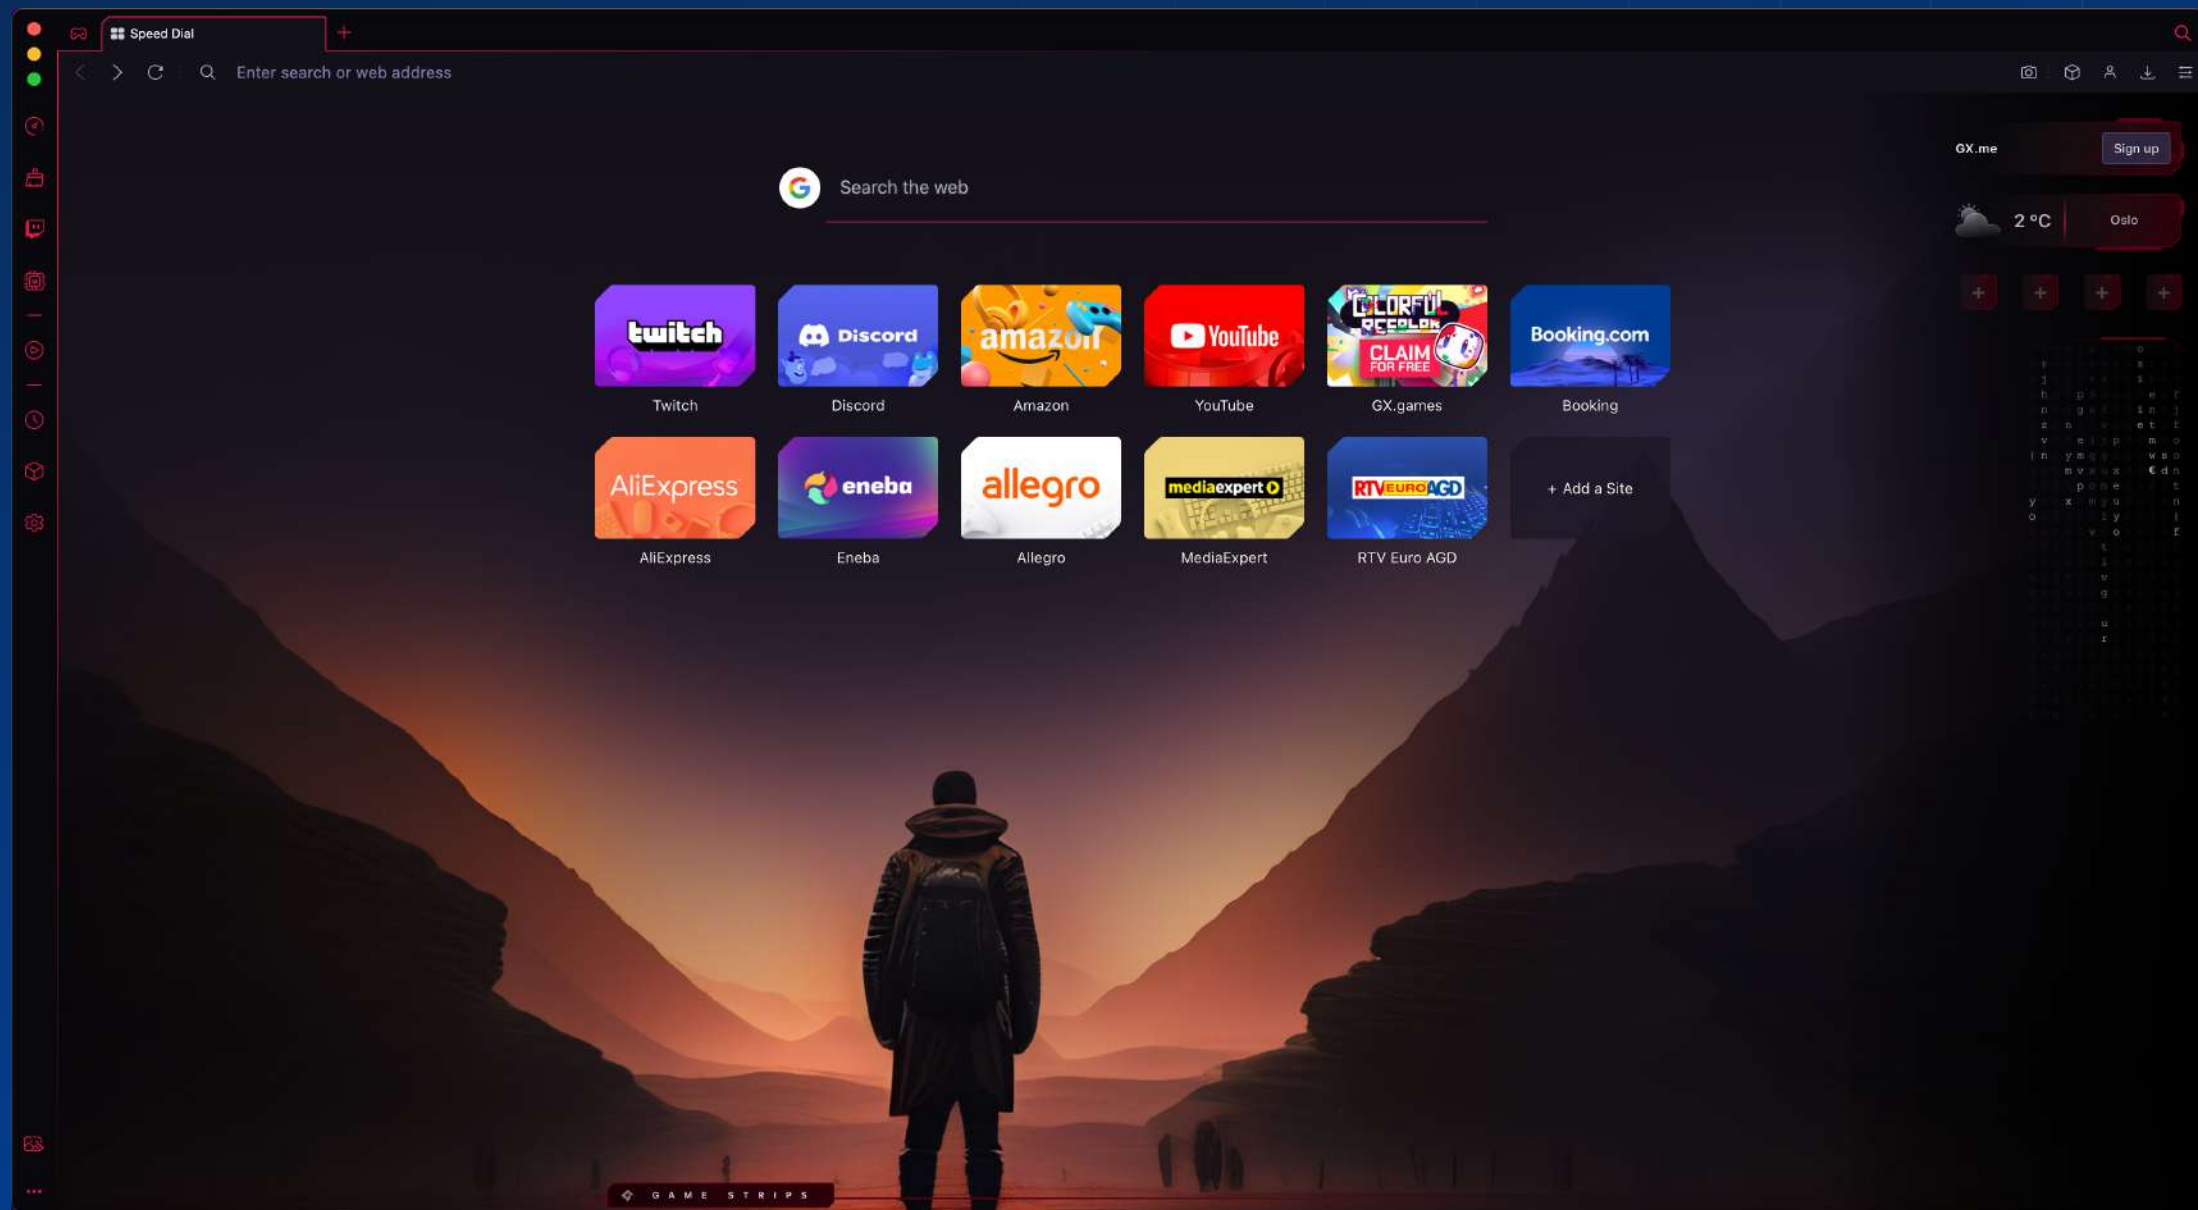 Speed Dial
Enter search or web address
GX.me
Sign up
Search the web
2 °C
Oslo
twitch
Discord
amazon
YouTube
COLORFUL
RECOLOR
CLAIM
FOR FREE
Booking.com
Twitch
Discord
Amazon
YouTube
GX.games
Booking
AliExpress
eneba
allegro
mediaexpert
RTV EURO AGD
+ Add a Site
AliExpress
Eneba
Allegro
MediaExpert
RTV Euro AGD
GAME STRIPS